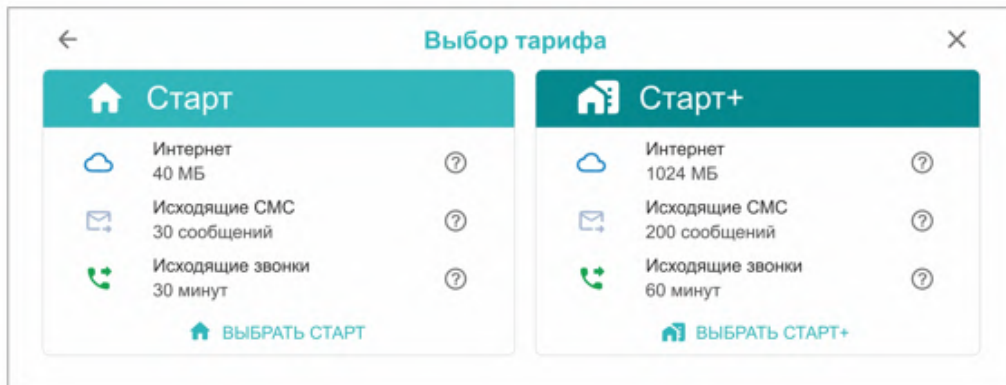 Выбор тарифа
Старт
Интернет
40 МБ
Исходящие СМС
30 сообщений
Исходящие звонки
30 минут
ВЫБРАТЬ СТАРТ
Старт+
Интернет
1024 МБ
Исходящие СМС
200 сообщений
Исходящие звонки
60 минут
ВЫБРАТЬ СТАРТ+